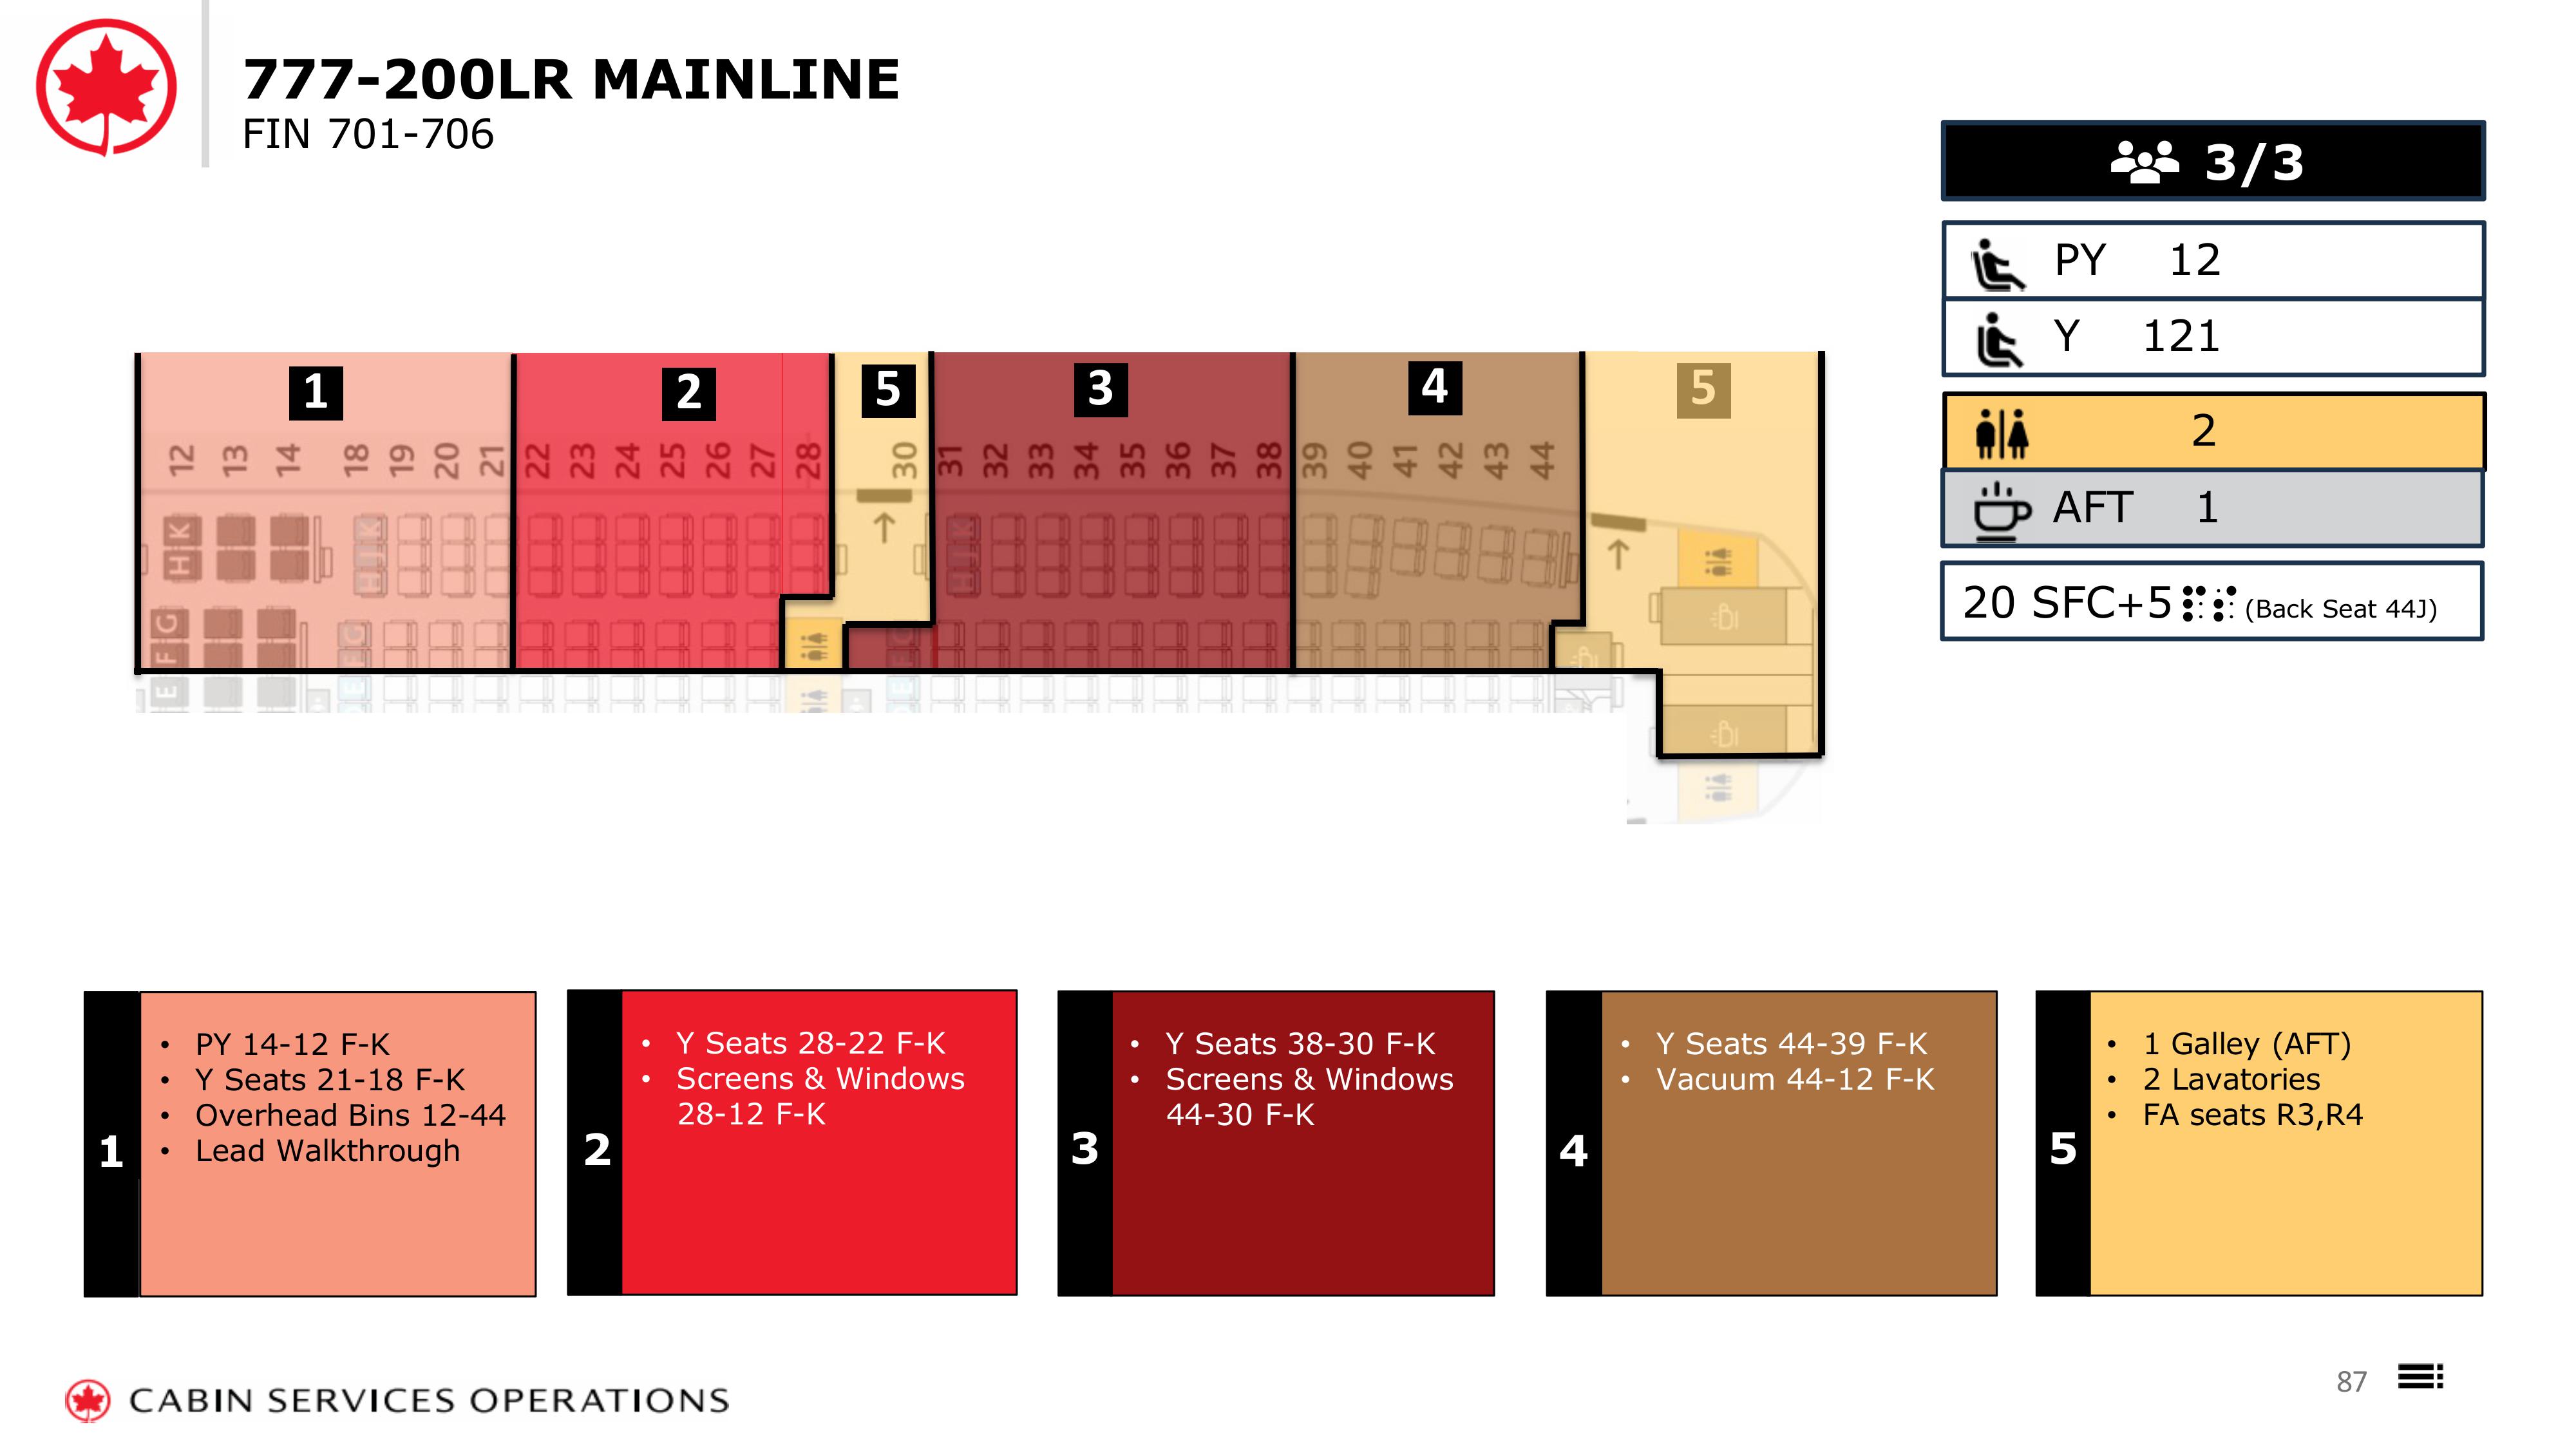 777-200LR MAINLINE
FIN 701-706
3/3
PY 12
Y 121
2
AFT 1
20 SFC+5 (Back Seat 44J)
1 2 5 3 4 5
12 13 14 18 19 20 21 22 23 24 25 26 27 28 30 31 32 33 34 35 36 37 38 39 40 41 42 43 44
H K
H J K
H J K
F G
E
1
• PY 14-12 F-K
• Y Seats 21-18 F-K
• Overhead Bins 12-44
• Lead Walkthrough
2
• Y Seats 28-22 F-K
• Screens & Windows
28-12 F-K
3
• Y Seats 38-30 F-K
• Screens & Windows
44-30 F-K
4
• Y Seats 44-39 F-K
• Vacuum 44-12 F-K
5
• 1 Galley (AFT)
• 2 Lavatories
• FA seats R3,R4
CABIN SERVICES OPERATIONS
87